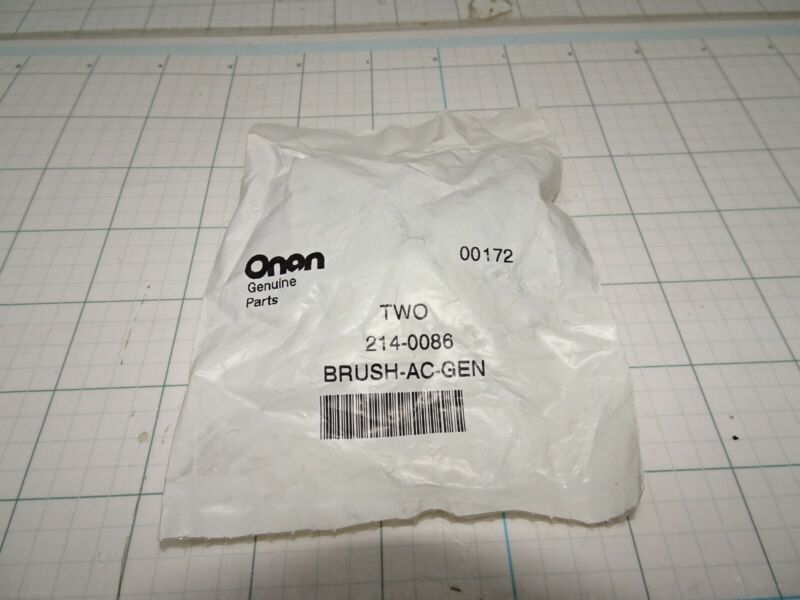 Onan
00172
Genuine
Parts
TWO
214-0086
BRUSH-AC-GEN